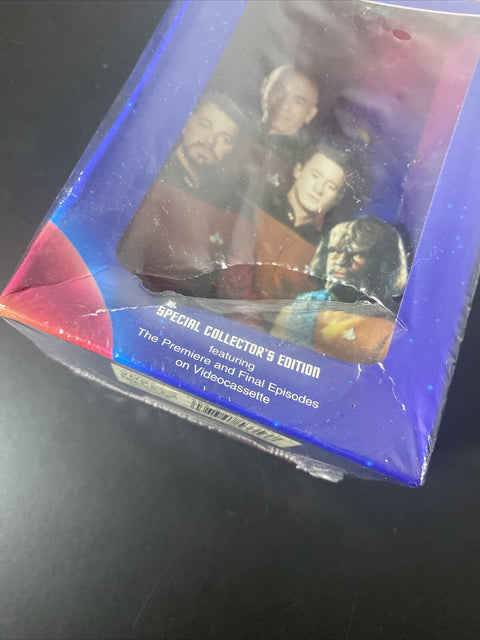 SPECIAL COLLECTOR'S EDITION
featuring
The Premiere and Final Episodes
on Videocassette